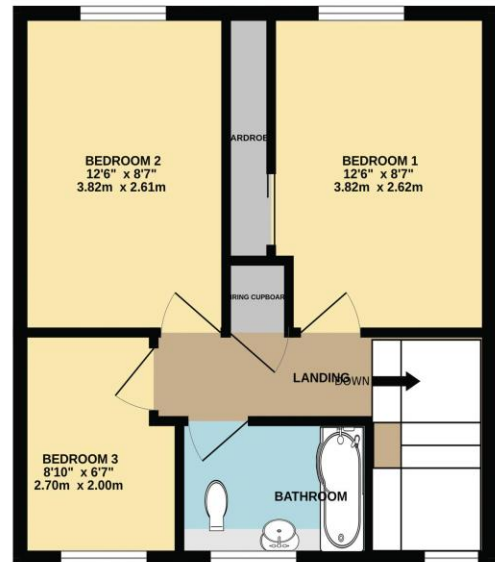 BEDROOM 2
12'6" x 8'7"
3.82m x 2.61m
ARDROBE
BEDROOM 1
12'6" x 8'7"
3.82m x 2.62m
RING CUPBOAR
LANDING
DOWN
BEDROOM 3
8'10" x 6'7"
2.70m x 2.00m
BATHROOM